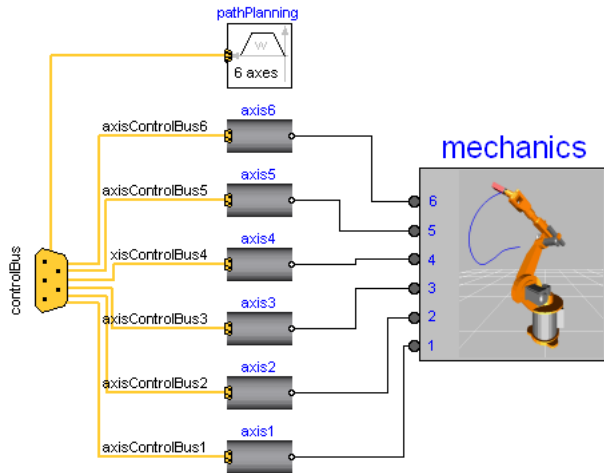 pathPlanning
6 axes
axisControlBus6
axis6
mechanics
axisControlBus5
axis5
6
5
xisControlBus4
axis4
4
controlBus
axisControlBus3
axis3
3
2
axisControlBus2
axis2
1
axisControlBus1
axis1